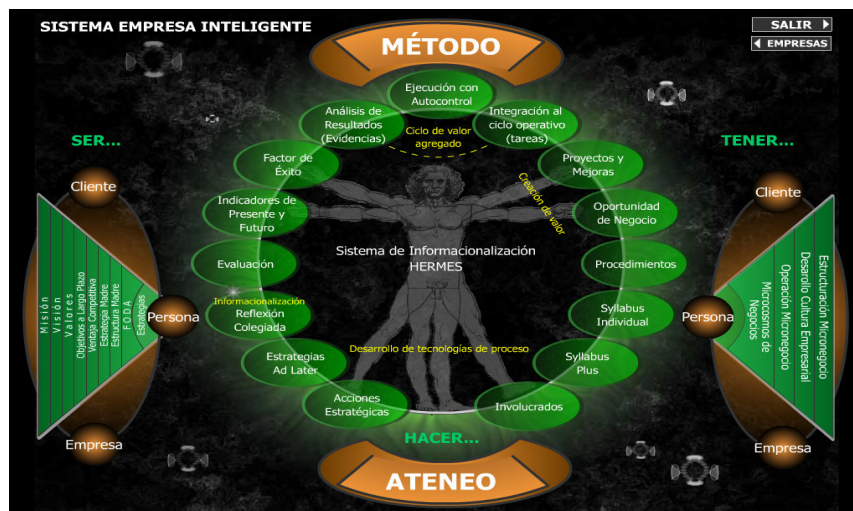 SISTEMA EMPRESA INTELIGENTE
SALIR
EMPRESAS
MÉTODO
Ejecución con
Autocontrol
Análisis de
Resultados
(Evidencias)
Integración al
ciclo operativo
(tareas)
Ciclo de valor
agregado
SER...
TENER...
Factor de
Éxito
Proyectos y
Mejoras
Creación de valor
Cliente
Cliente
Indicadores de
Presente y
Futuro
Oportunidad
de Negocio
Sistema de Informacionalización
HERMES
Evaluación
Procedimientos
Informacionalización
Reflexión
Colegiada
Syllabus
Individual
Persona
Persona
Misión
Visión
Valores
Objetivos a Largo Plazo
Ventaja Competitiva
Estrategia Madre
Estructura Madre
FODA
Estrategias
Microcosmos de
Negocios
Operación Micronegocio
Desarollo Cultura Empresarial
Estructuración Micronegocio
Desarrollo de tecnologías de proceso
Estrategias
Ad Later
Syllabus
Plus
Acciones
Estratégicas
Involucrados
HACER...
Empresa
Empresa
ATENEO